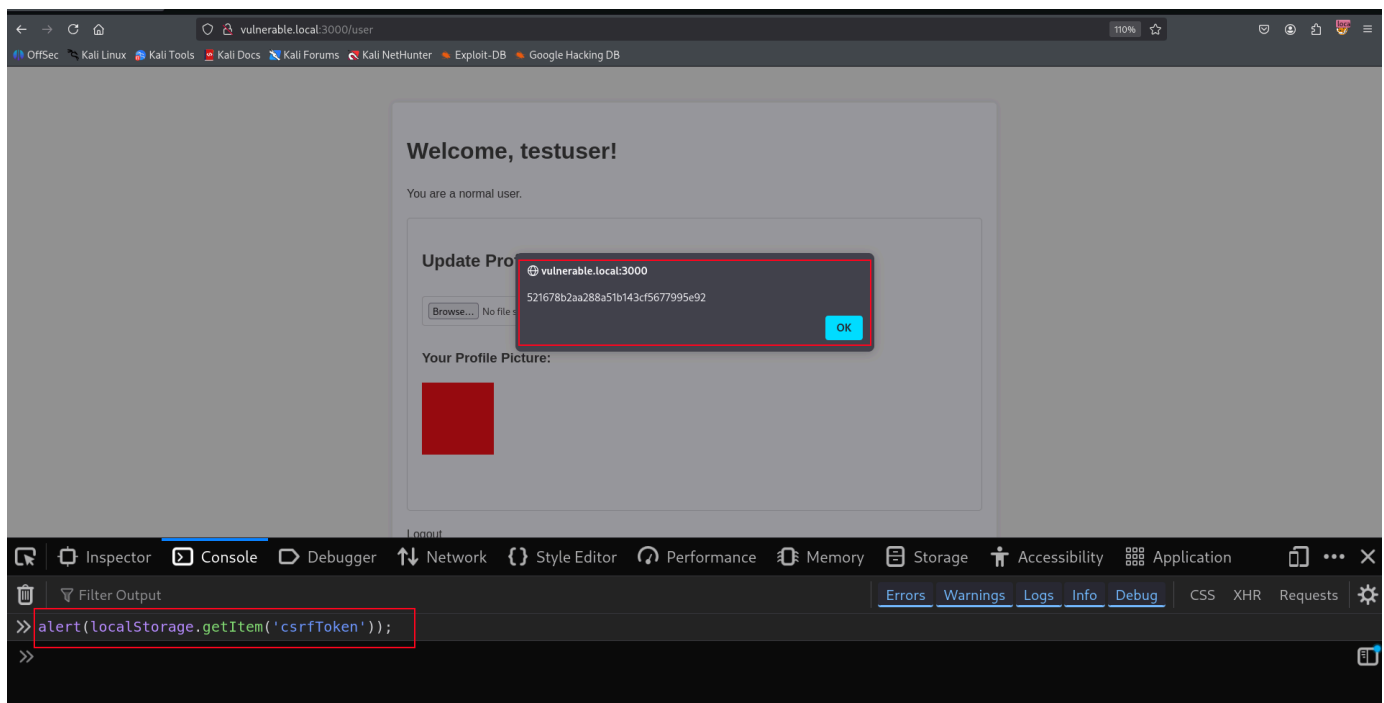 vulnerable.local:3000/user
110%
OffSec Kali Linux Kali Tools Kali Docs Kali Forums Kali NetHunter Exploit-DB Google Hacking DB
Welcome, testuser!
You are a normal user.
Update Pro
vulnerable.local:3000
521678b2aa288a51b143cf5677995e92
Browse... No file s
OK
Your Profile Picture:
Logout
Inspector Console Debugger Network Style Editor Performance Memory Storage Accessibility Application
Filter Output Errors Warnings Logs Info Debug CSS XHR Requests
alert(localStorage.getItem('csrfToken'));